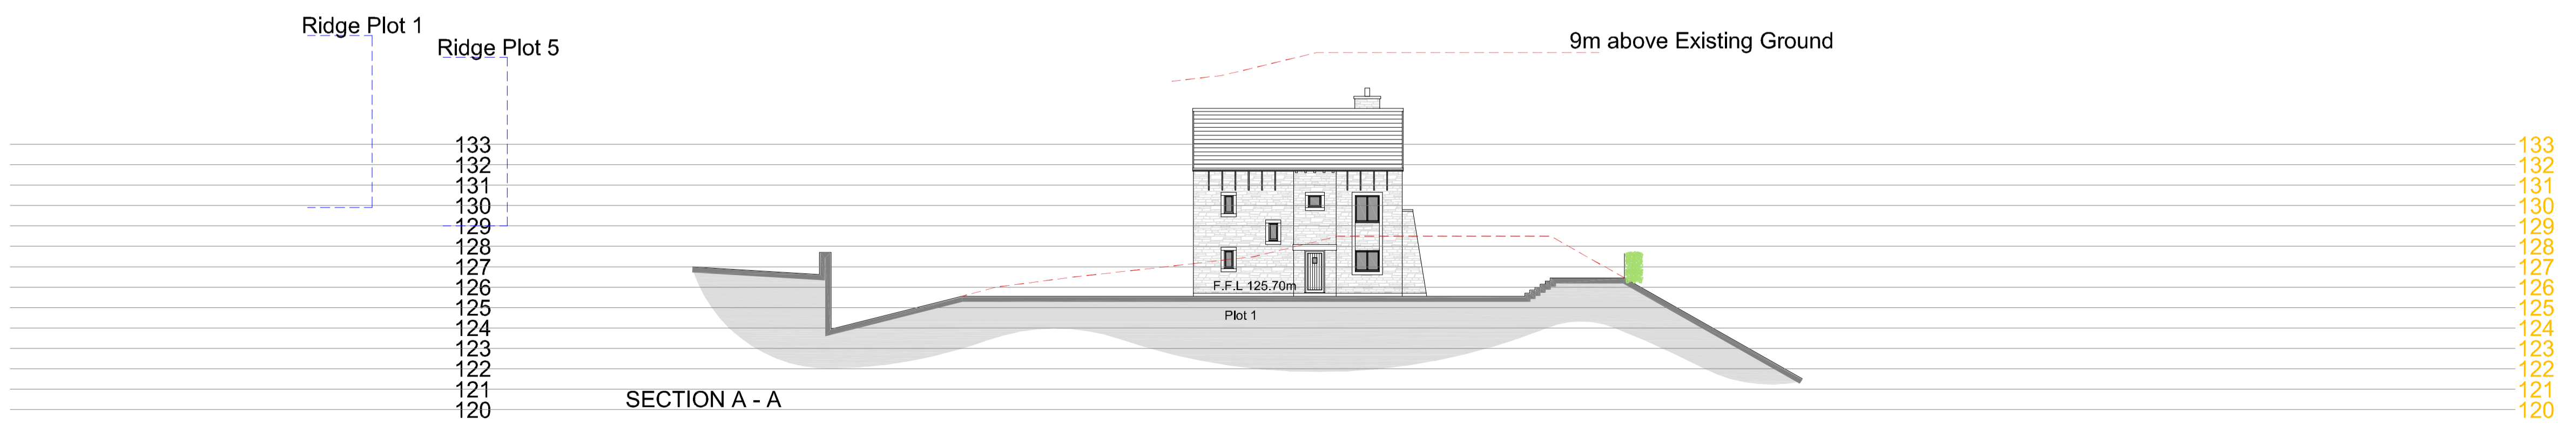 Ridge Plot 1
Ridge Plot 5
9m above Existing Ground
133 133
132 132
131 131
130 130
129 129
128 128
127 127
126 F.F.L 125.70m 126
125 Plot 1 125
124 124
123 123
122 122
121 121
SECTION A - A
120 120